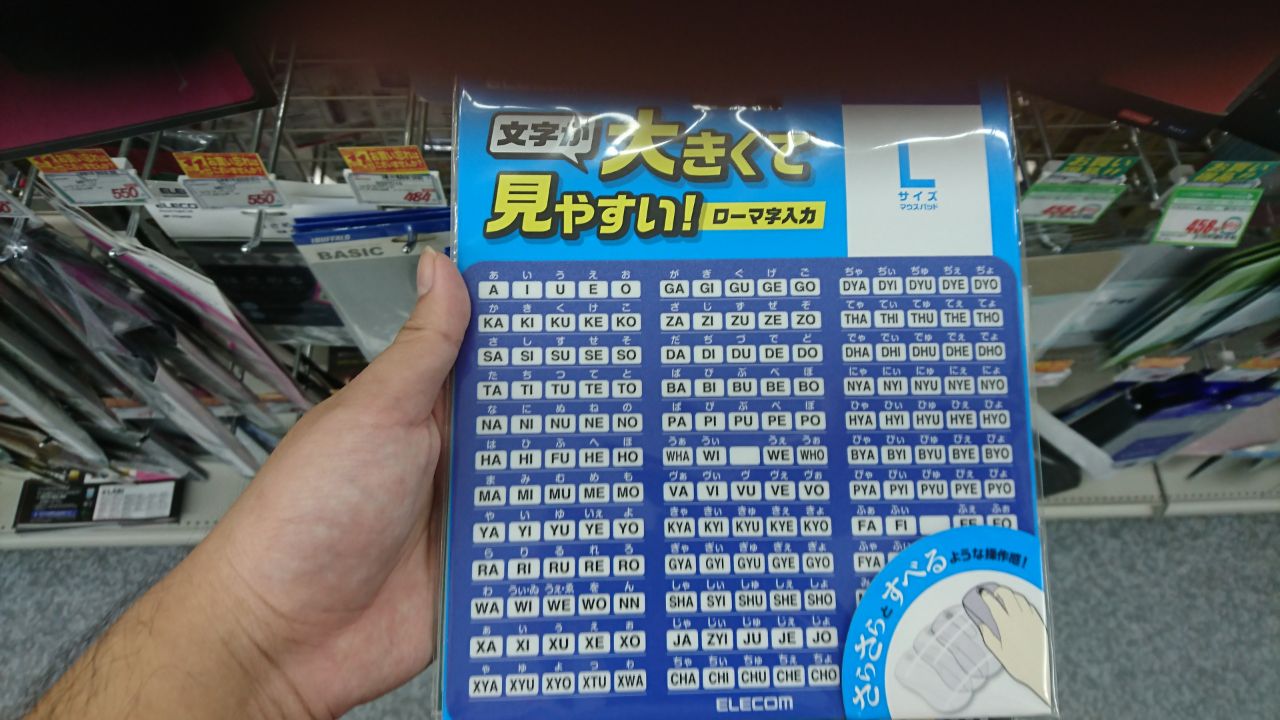 文字が 大きくて
見やすい! ローマ字入力
L
サイズ
マウスパッド
あ い う え お
A I U E O
か き く け こ
KA KI KU KE KO
さ し す せ そ
SA SI SU SE SO
た ち つ て と
TA TI TU TE TO
な に ぬ ね の
NA NI NU NE NO
は ひ ふ へ ほ
HA HI FU HE HO
ま み む め も
MA MI MU ME MO
や い ゆ いぇ よ
YA YI YU YE YO
ら り る れ ろ
RA RI RU RE RO
わ うぃ・ゐ うぇ・ゑ を ん
WA WI WE WO NN
ぁ ぃ ぅ ぇ ぉ
XA XI XU XE XO
ゃ ゅ ょ っ ゎ
XYA XYU XYO XTU XWA
が ぎ ぐ げ ご
GA GI GU GE GO
ざ じ ず ぜ ぞ
ZA ZI ZU ZE ZO
だ ぢ づ で ど
DA DI DU DE DO
ば び ぶ べ ぼ
BA BI BU BE BO
ぱ ぴ ぷ ぺ ぽ
PA PI PU PE PO
うぁ うぃ うぇ うぉ
WHA WI WE WHO
ヴぁ ヴぃ ヴ ヴぇ ヴぉ
VA VI VU VE VO
きゃ きぃ きゅ きぇ きょ
KYA KYI KYU KYE KYO
ぎゃ ぎぃ ぎゅ ぎぇ ぎょ
GYA GYI GYU GYE GYO
しゃ しぃ しゅ しぇ しょ
SHA SYI SHU SHE SHO
じゃ じぃ じゅ じぇ じょ
JA ZYI JU JE JO
ちゃ ちぃ ちゅ ちぇ ちょ
CHA CHI CHU CHE CHO
ぢゃ ぢぃ ぢゅ ぢぇ ぢょ
DYA DYI DYU DYE DYO
てゃ てぃ てゅ てぇ てょ
THA THI THU THE THO
でゃ でぃ でゅ でぇ でょ
DHA DHI DHU DHE DHO
にゃ にぃ にゅ にぇ にょ
NYA NYI NYU NYE NYO
ひゃ ひぃ ひゅ ひぇ ひょ
HYA HYI HYU HYE HYO
びゃ びぃ びゅ びぇ びょ
BYA BYI BYU BYE BYO
ぴゃ ぴぃ ぴゅ ぴぇ ぴょ
PYA PYI PYU PYE PYO
ふぁ ふぃ ふぇ ふぉ
FA FI FE FO
ふゃ
FYA
さらさらとすべるような操作感!
ELECOM
550
550
484
BUFFALO
BASIC
458
458